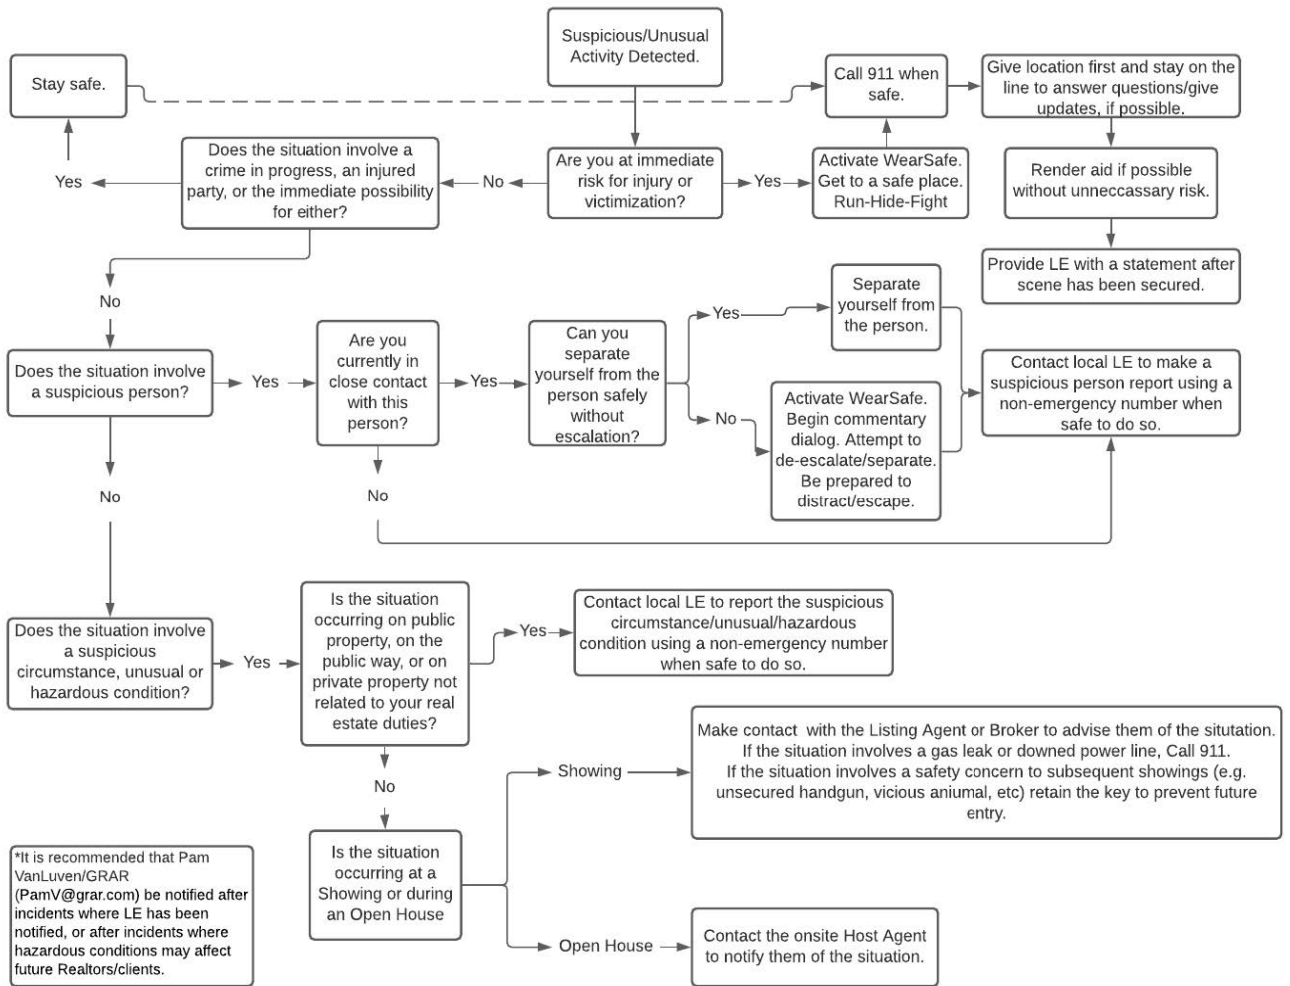 Suspicious/Unusual
Activity Detected.
Stay safe.
Call 911 when
safe.
Give location first and stay on the
line to answer questions/give
updates, if possible.
Does the situation involve a
crime in progress, an injured
party, or the immediate possibility
for either?
Yes
No
Are you at immediate
risk for injury or
victimization?
Yes
Activate WearSafe.
Get to a safe place.
Run-Hide-Fight
Render aid if possible
without unneccassary risk.
Provide LE with a statement after
scene has been secured.
No
Does the situation involve
a suspicious person?
Yes
Are you
currently in
close contact
with this
person?
Yes
Can you
separate
yourself from the
person safely
without
escalation?
Yes
Separate
yourself from
the person.
No
Activate WearSafe.
Begin commentary
dialog. Attempt to
de-escalate/separate.
Be prepared to
distract/escape.
Contact local LE to make a
suspicious person report using a
non-emergency number when
safe to do so.
No
No
Does the situation involve
a suspicious
circumstance, unusual or
hazardous condition?
Yes
Is the situation
occurring on public
property, on the
public way, or on
private property not
related to your real
estate duties?
Yes
Contact local LE to report the suspicious
circumstance/unusual/hazardous
condition using a non-emergency number
when safe to do so.
No
Is the situation
occurring at a
Showing or during
an Open House
Showing
Make contact  with the Listing Agent or Broker to advise them of the situtation.
If the situation involves a gas leak or downed power line, Call 911.
If the situation involves a safety concern to subsequent showings (e.g.
unsecured handgun, vicious aniumal, etc) retain the key to prevent future
entry.
Open House
Contact the onsite Host Agent
to notify them of the situation.
*It is recommended that Pam
VanLuven/GRAR
(PamV@grar.com) be notified after
incidents where LE has been
notified, or after incidents where
hazardous conditions may affect
future Realtors/clients.